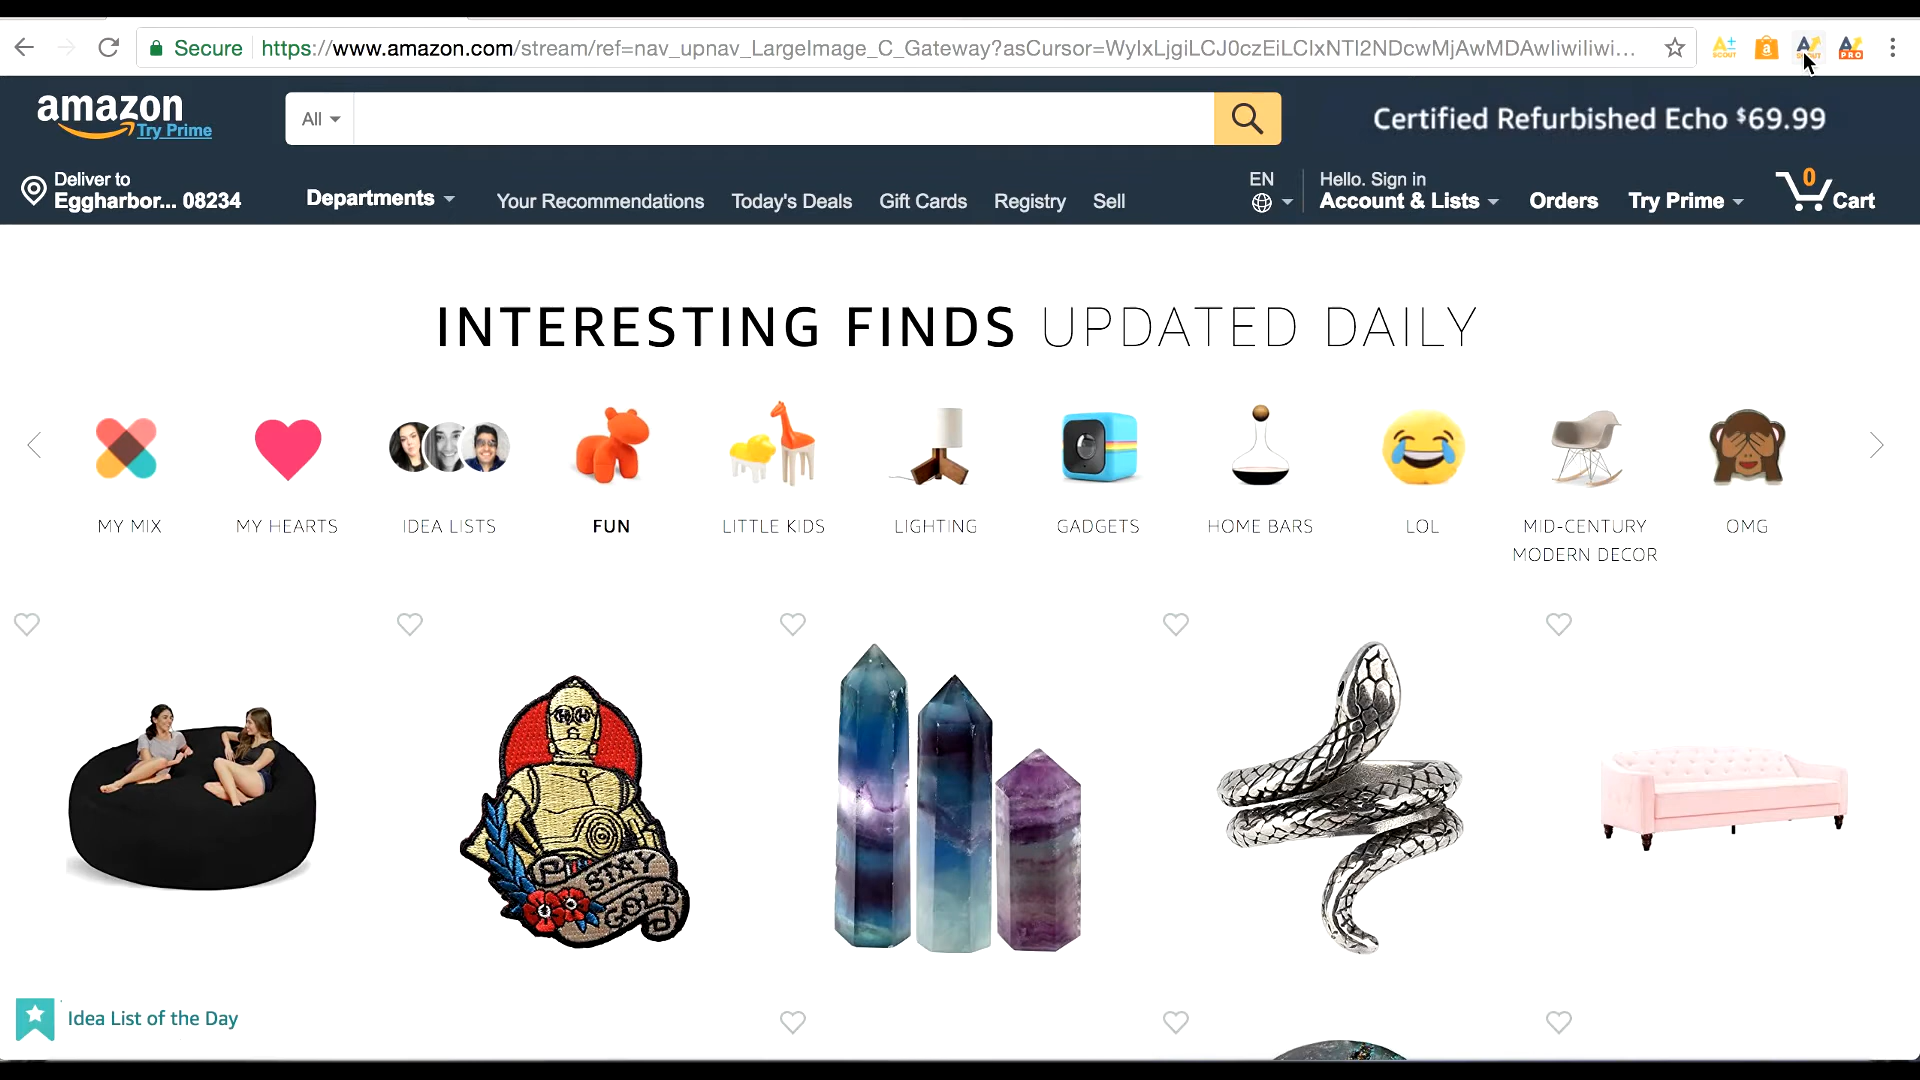 Secure https://www.amazon.com/stream/ref=nav_upnav_LargeImage_C_Gateway?asCursor=WyIxLjgiLCJ0czEiLCIxNTI2NDcwMjAwMDAwIiwiIiwi...
amazon
Try Prime
All
Certified Refurbished Echo $69.99
Deliver to
Eggharbor... 08234
Departments
Your Recommendations
Today's Deals
Gift Cards
Registry
Sell
EN
Hello. Sign in
Account & Lists
Orders
Try Prime
0
Cart
INTERESTING FINDS UPDATED DAILY
MY MIX
MY HEARTS
IDEA LISTS
FUN
LITTLE KIDS
LIGHTING
GADGETS
HOME BARS
LOL
MID-CENTURY
MODERN DECOR
OMG
STAY
GOLD
Idea List of the Day